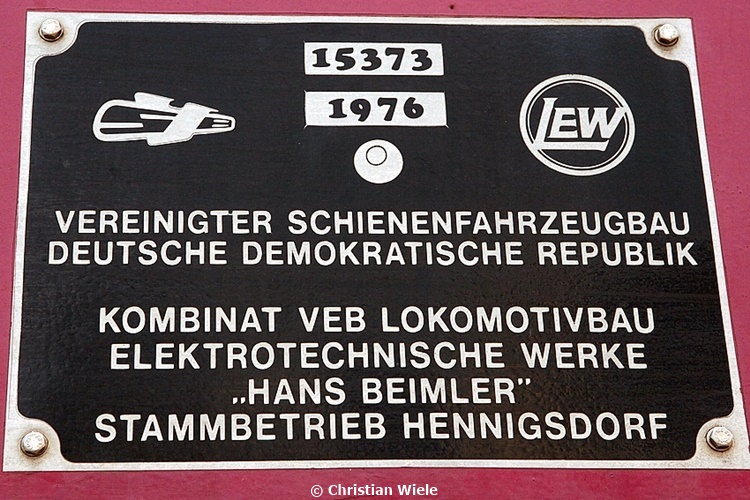 15373
1976
LEW
VEREINIGTER SCHIENENFAHRZEUGBAU
DEUTSCHE DEMOKRATISCHE REPUBLIK
KOMBINAT VEB LOKOMOTIVBAU
ELEKTROTECHNISCHE WERKE
„HANS BEIMLER”
STAMMBETRIEB HENNIGSDORF
© Christian Wiele